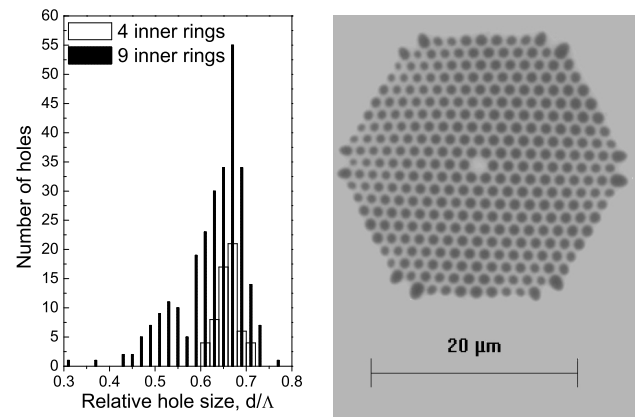 60
55
50
45
40
35
30
25
20
15
10
5
0
Number of holes
4 inner rings
9 inner rings
0.3 0.4 0.5 0.6 0.7 0.8
Relative hole size, d/Λ
20 µm